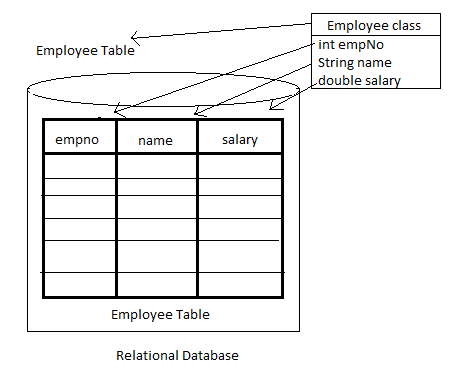 Employee class
int empNo
String name
double salary
Employee Table
empno name salary
Employee Table
Relational Database